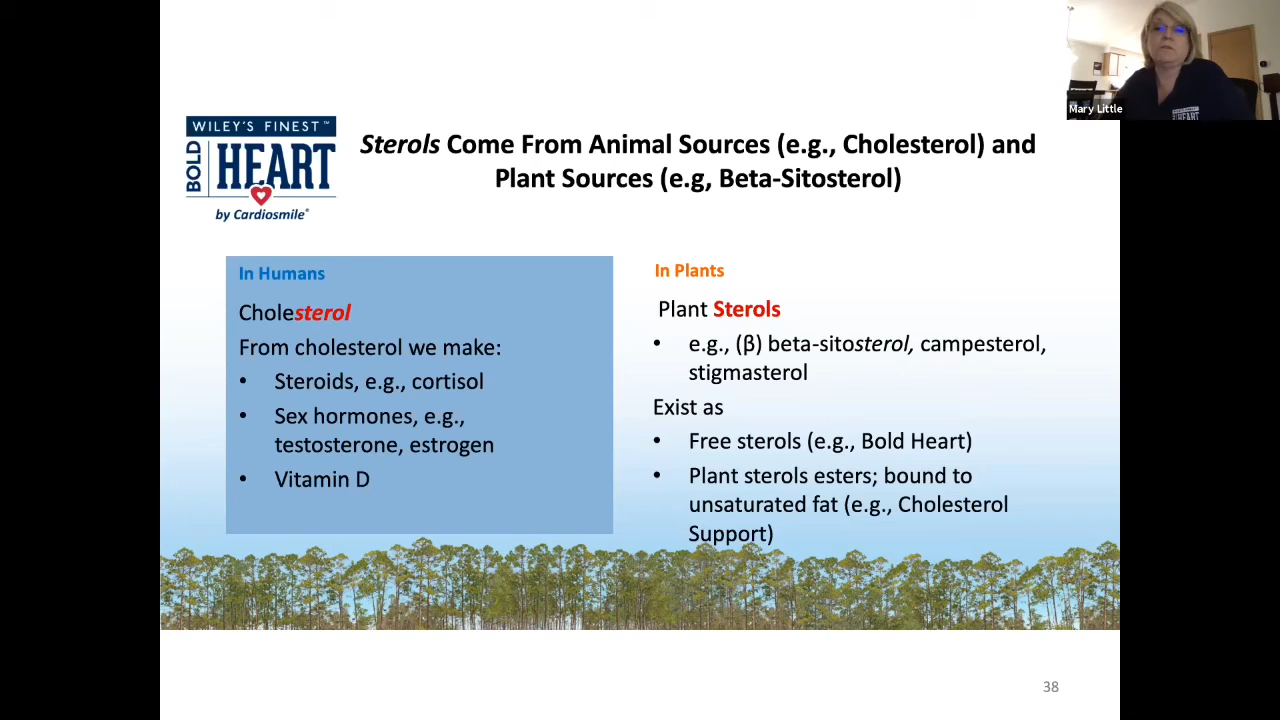 Mary Little
WILEY'S FINEST™
BOLD
HEART
by Cardiosmile®
Sterols Come From Animal Sources (e.g., Cholesterol) and
Plant Sources (e.g, Beta-Sitosterol)
In Humans
Cholesterol
From cholesterol we make:
• Steroids, e.g., cortisol
• Sex hormones, e.g.,
testosterone, estrogen
• Vitamin D
In Plants
Plant Sterols
• e.g., (β) beta-sitosterol, campesterol,
stigmasterol
Exist as
• Free sterols (e.g., Bold Heart)
• Plant sterols esters; bound to
unsaturated fat (e.g., Cholesterol
Support)
38